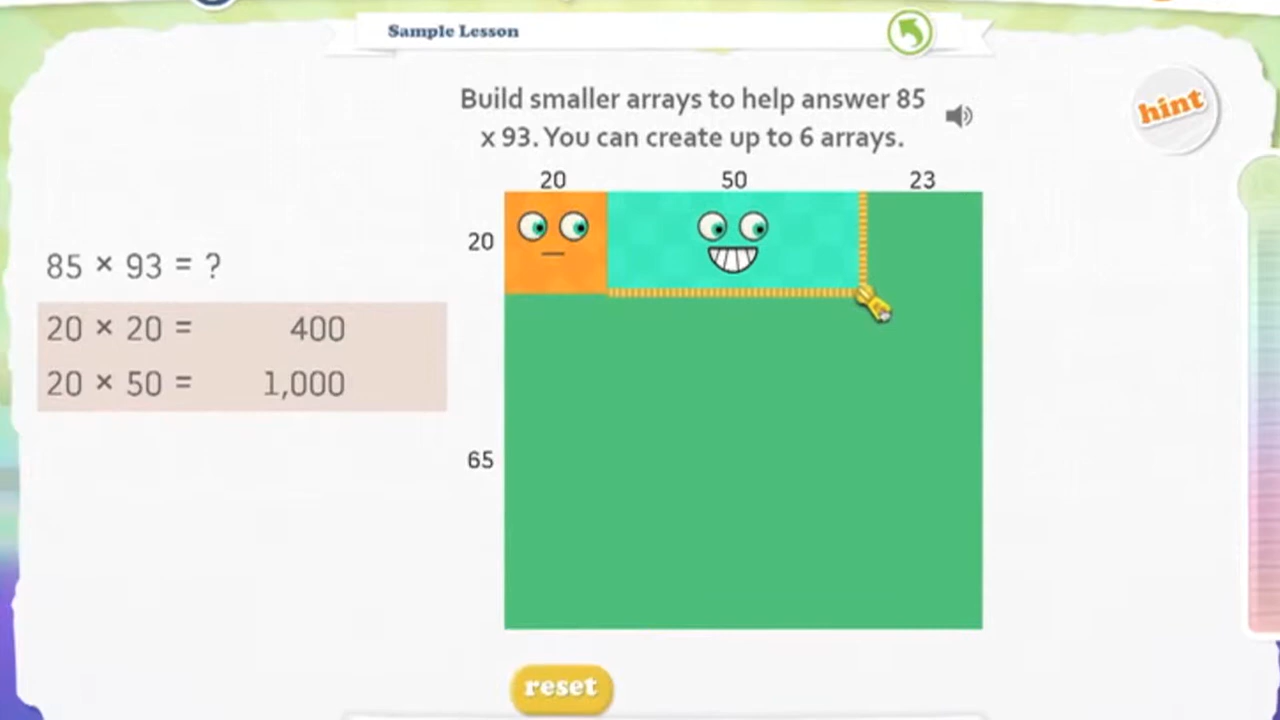 Sample Lesson
Build smaller arrays to help answer 85
x 93. You can create up to 6 arrays.
hint
20 50 23
20
65
85 × 93 = ?
20 × 20 = 400
20 × 50 = 1,000
reset